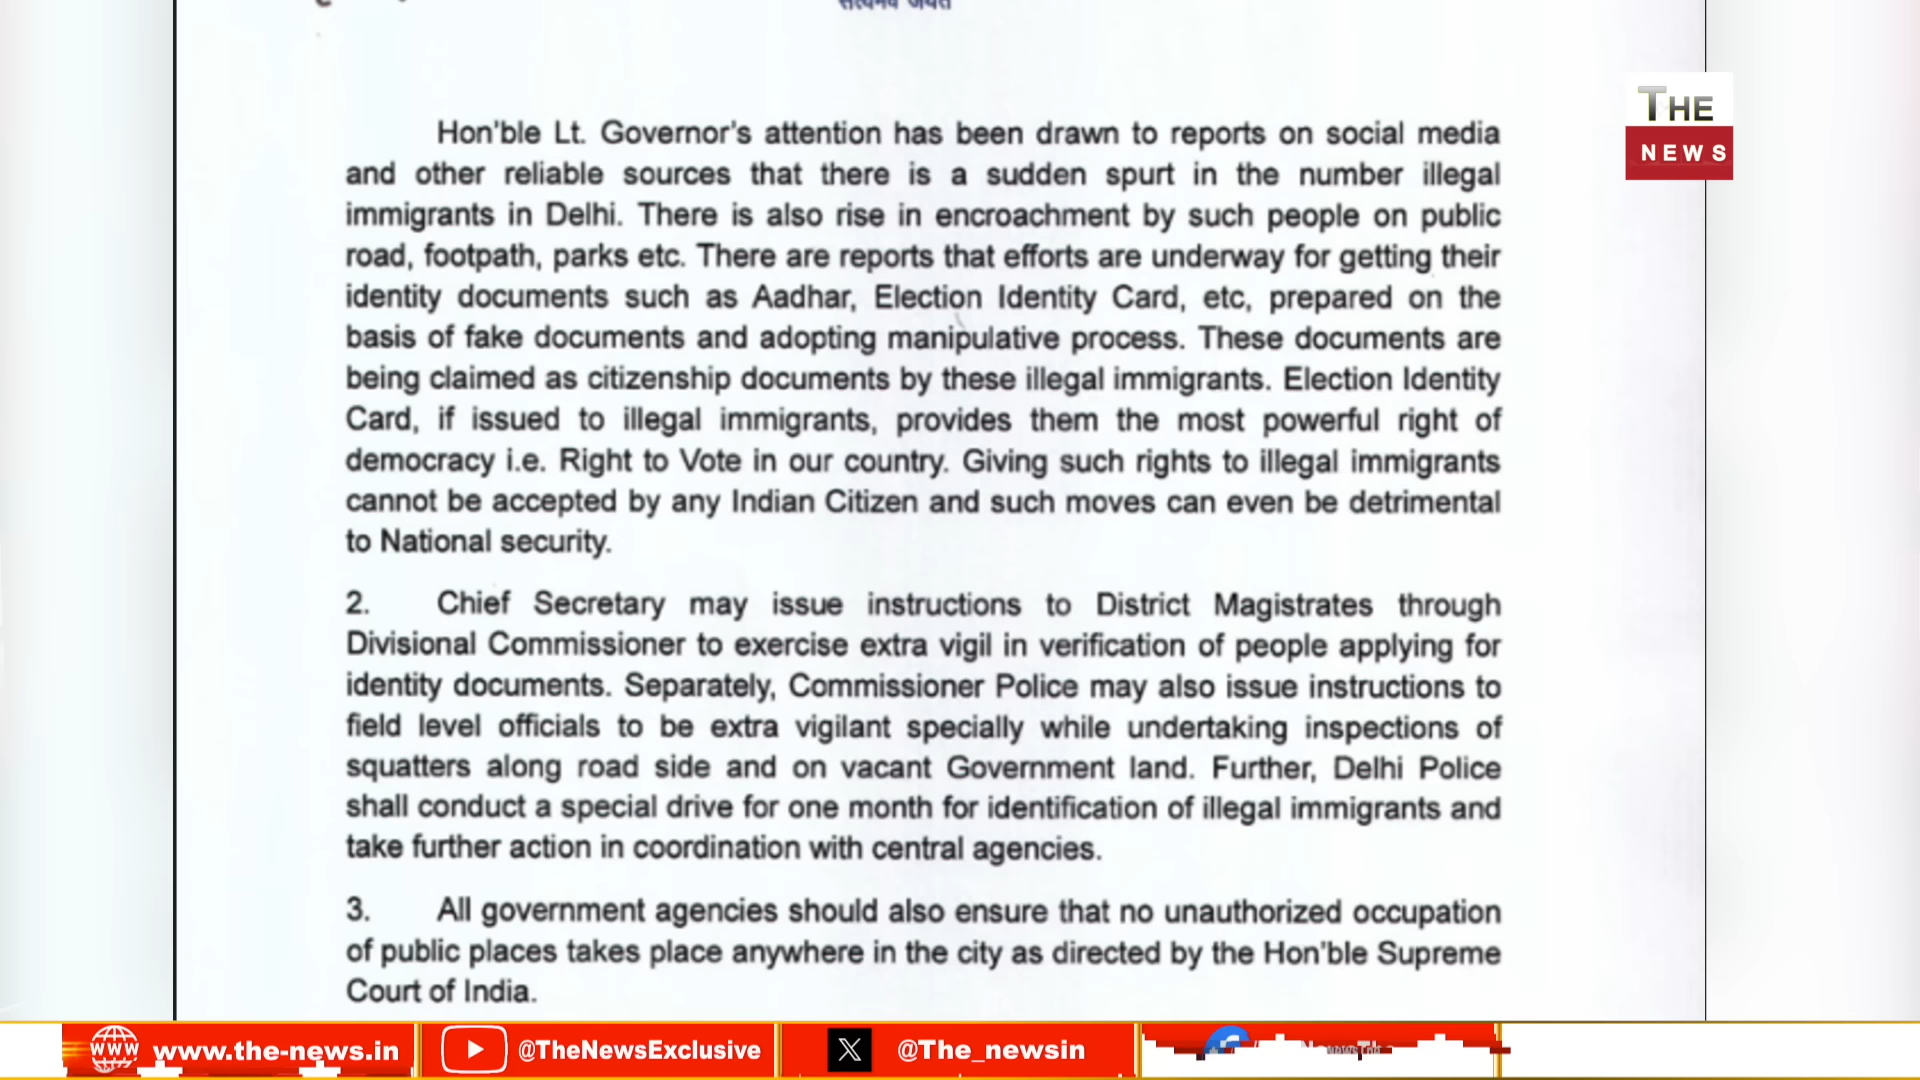 सत्यमेव जयते
THE
NEWS
Hon'ble Lt. Governor's attention has been drawn to reports on social media
and other reliable sources that there is a sudden spurt in the number illegal
immigrants in Delhi. There is also rise in encroachment by such people on public
road, footpath, parks etc. There are reports that efforts are underway for getting their
identity documents such as Aadhar, Election Identity Card, etc, prepared on the
basis of fake documents and adopting manipulative process. These documents are
being claimed as citizenship documents by these illegal immigrants. Election Identity
Card, if issued to illegal immigrants, provides them the most powerful right of
democracy i.e. Right to Vote in our country. Giving such rights to illegal immigrants
cannot be accepted by any Indian Citizen and such moves can even be detrimental
to National security.
2. Chief Secretary may issue instructions to District Magistrates through
Divisional Commissioner to exercise extra vigil in verification of people applying for
identity documents. Separately, Commissioner Police may also issue instructions to
field level officials to be extra vigilant specially while undertaking inspections of
squatters along road side and on vacant Government land. Further, Delhi Police
shall conduct a special drive for one month for identification of illegal immigrants and
take further action in coordination with central agencies.
3. All government agencies should also ensure that no unauthorized occupation
of public places takes place anywhere in the city as directed by the Hon'ble Supreme
Court of India.
www www.the-news.in @TheNewsExclusive X @The_newsin